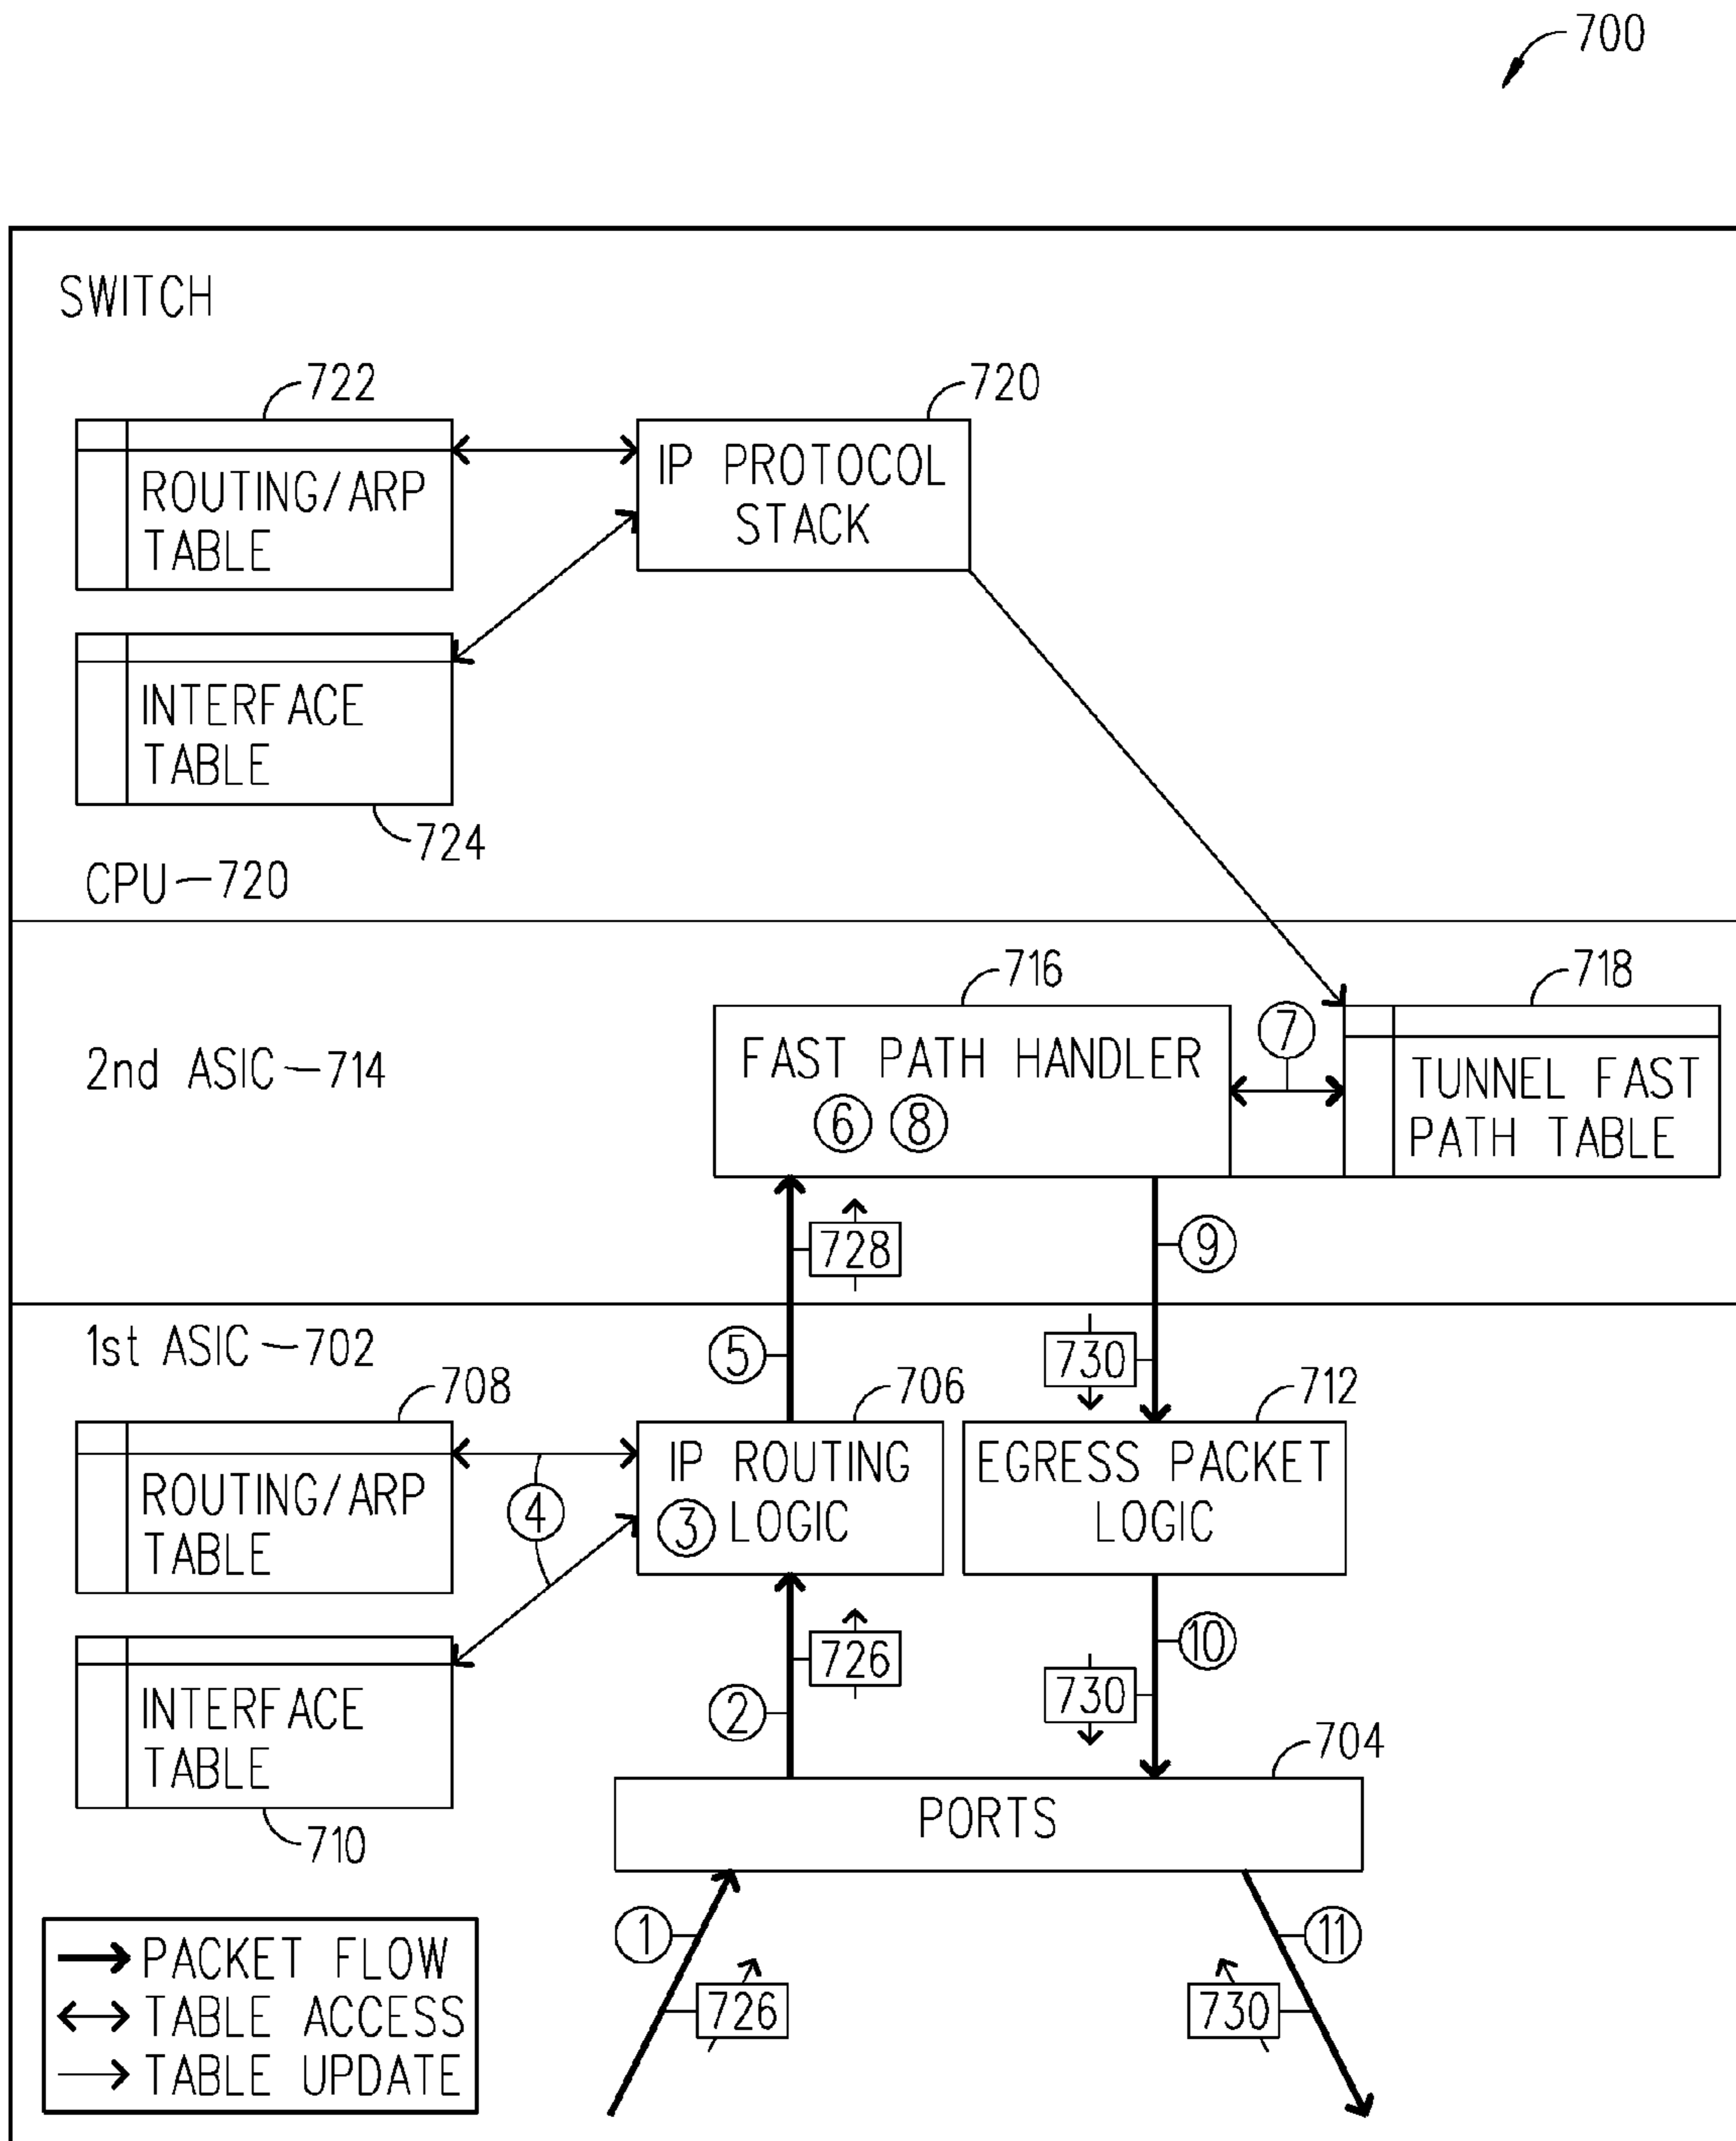 700
SWITCH
722
720
ROUTING/ARP
TABLE
IP PROTOCOL
STACK
INTERFACE
TABLE
724
CPU—720
716
718
2nd ASIC—714
FAST PATH HANDLER
6 8
7
TUNNEL FAST
PATH TABLE
728
9
1st ASIC—702
5
730
708
706
712
ROUTING/ARP
TABLE
4
IP ROUTING
3 LOGIC
EGRESS PACKET
LOGIC
726
10
2
730
INTERFACE
TABLE
710
704
PORTS
1
11
726
730
PACKET FLOW
TABLE ACCESS
TABLE UPDATE